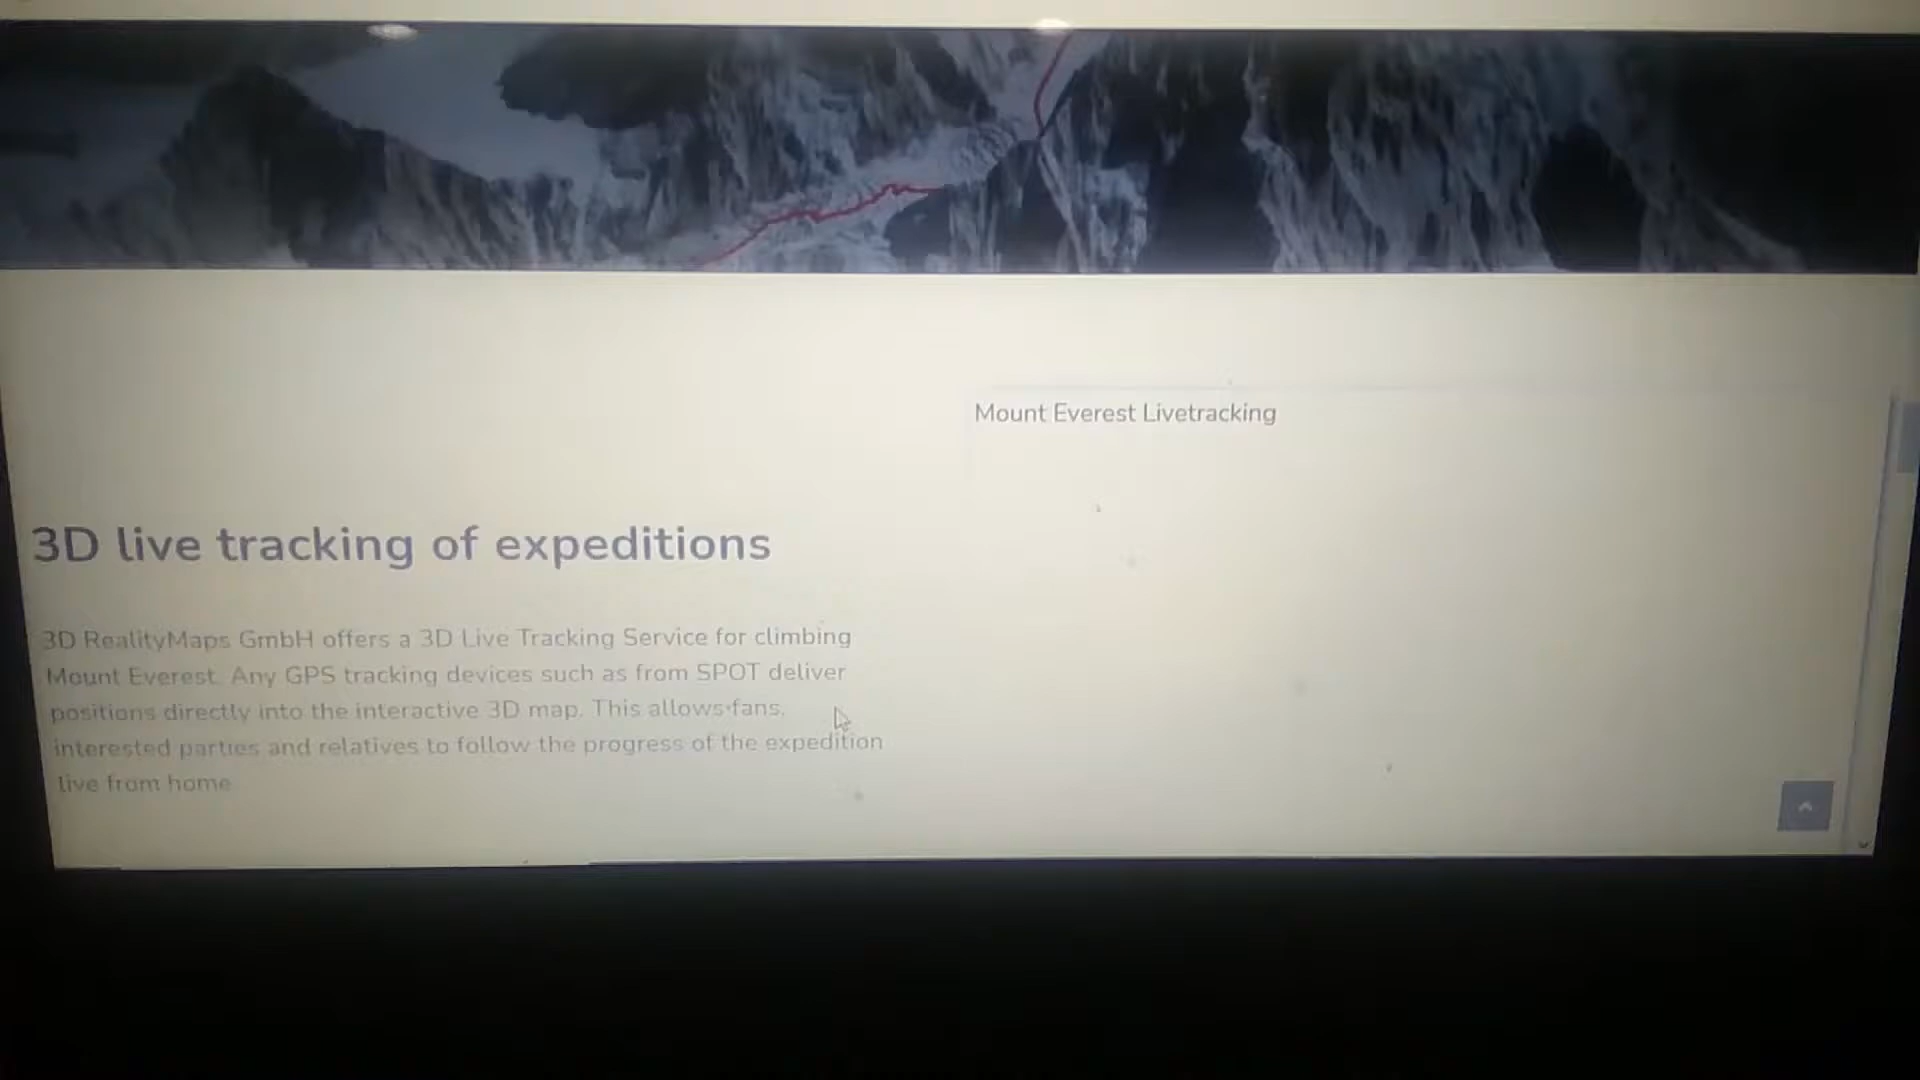 Mount Everest Livetracking
3D live tracking of expeditions
3D RealityMaps GmbH offers a 3D Live Tracking Service for climbing
Mount Everest. Any GPS tracking devices such as from SPOT deliver
positions directly into the interactive 3D map. This allows fans,
interested parties and relatives to follow the progress of the expedition
live from home